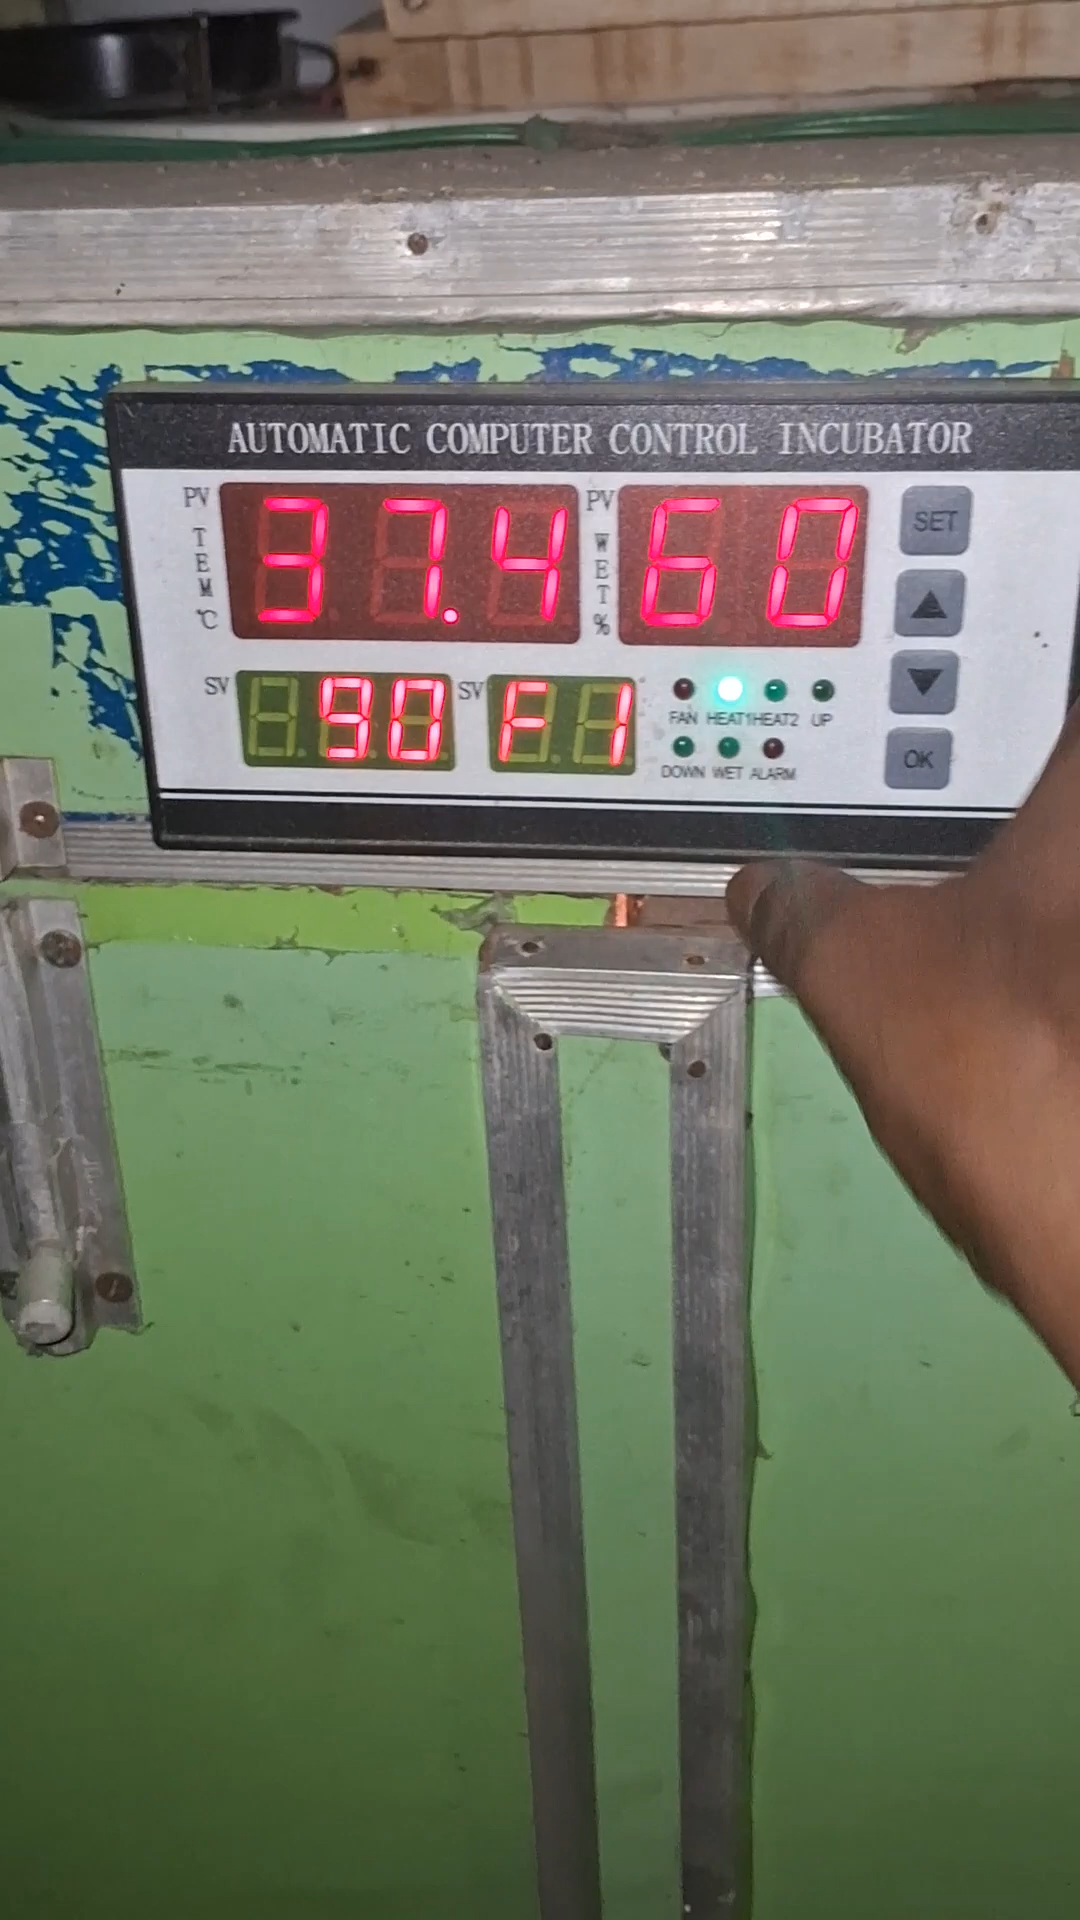 AUTOMATIC COMPUTER CONTROL INCUBATOR
PV TEM ℃ 37.4 PV WET % 60 SET
SV 90 SV F1
FAN HEAT1 HEAT2 UP
DOWN WET ALARM OK